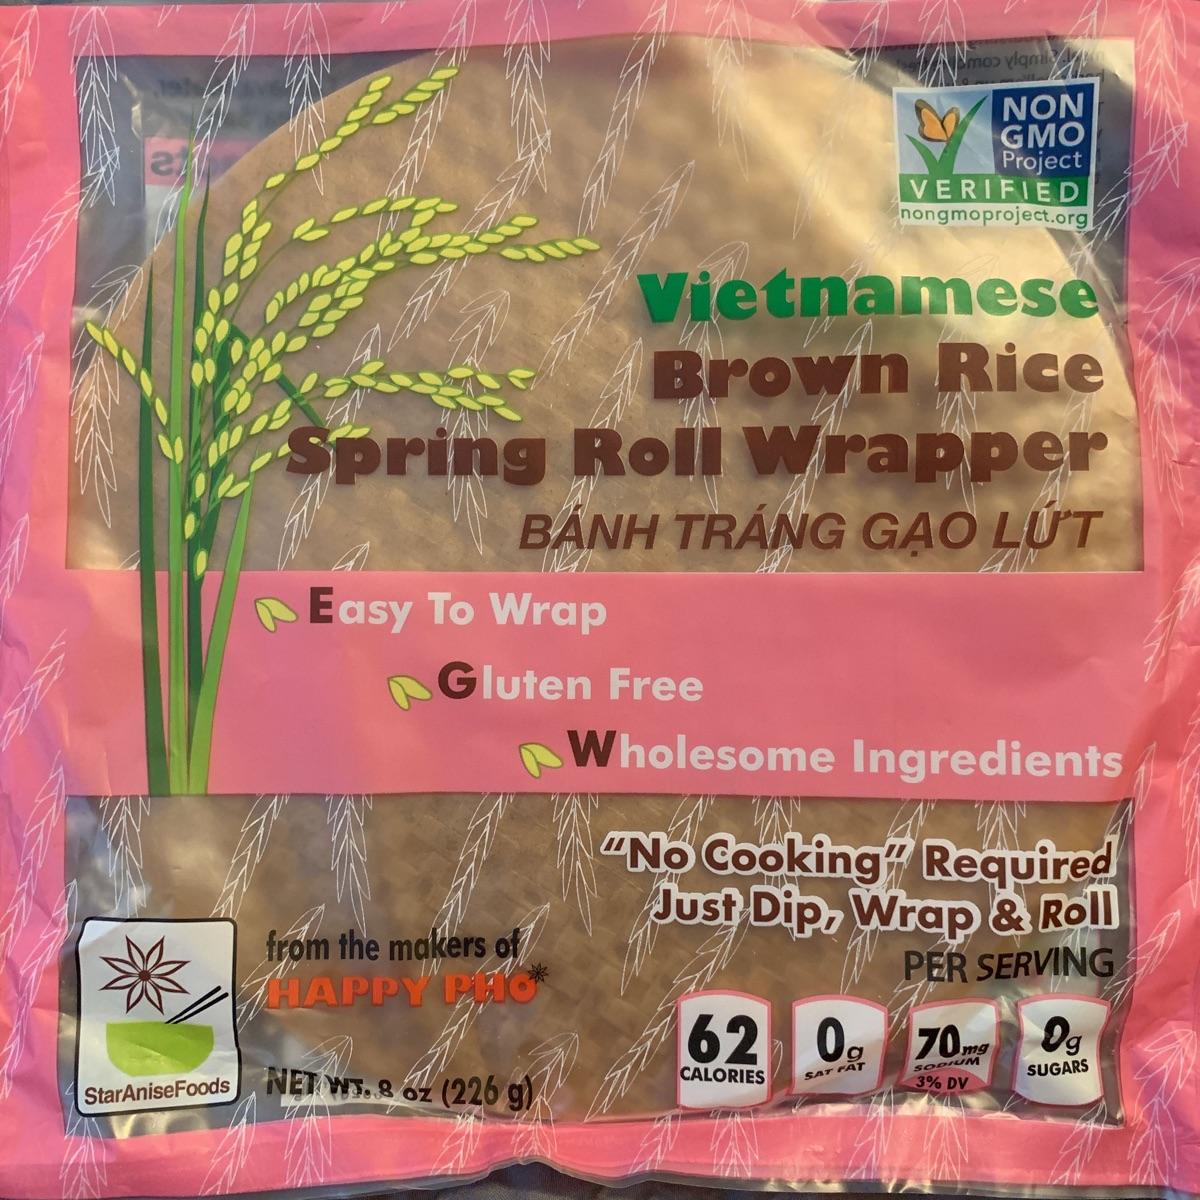 NON
GMO
Project
VERIFIED
nongmoproject.org
Vietnamese
Brown Rice
Spring Roll Wrapper
BÁNH TRÁNG GẠO LỨT
Easy To Wrap
Gluten Free
Wholesome Ingredients
"No Cooking" Required
Just Dip, Wrap & Roll
PER SERVING
62
CALORIES
0g
SAT FAT
70mg
SODIUM
3% DV
0g
SUGARS
from the makers of
HAPPY PHO
StarAniseFoods
NET WT. 8 oz (226 g)